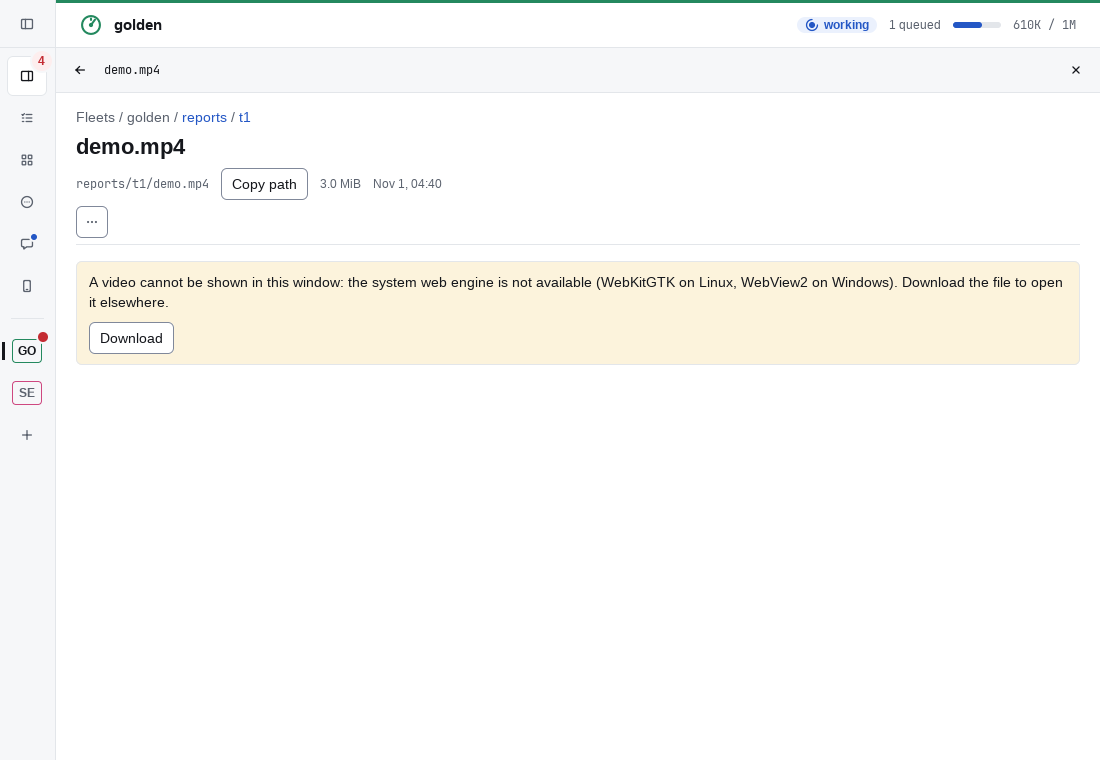 golden
working
1 queued
610K / 1M
4
demo.mp4
Fleets / golden / reports / t1
demo.mp4
reports/t1/demo.mp4
Copy path
3.0 MiB
Nov 1, 04:40
A video cannot be shown in this window: the system web engine is not available (WebKitGTK on Linux, WebView2 on Windows). Download the file to open
it elsewhere.
Download
GO
SE